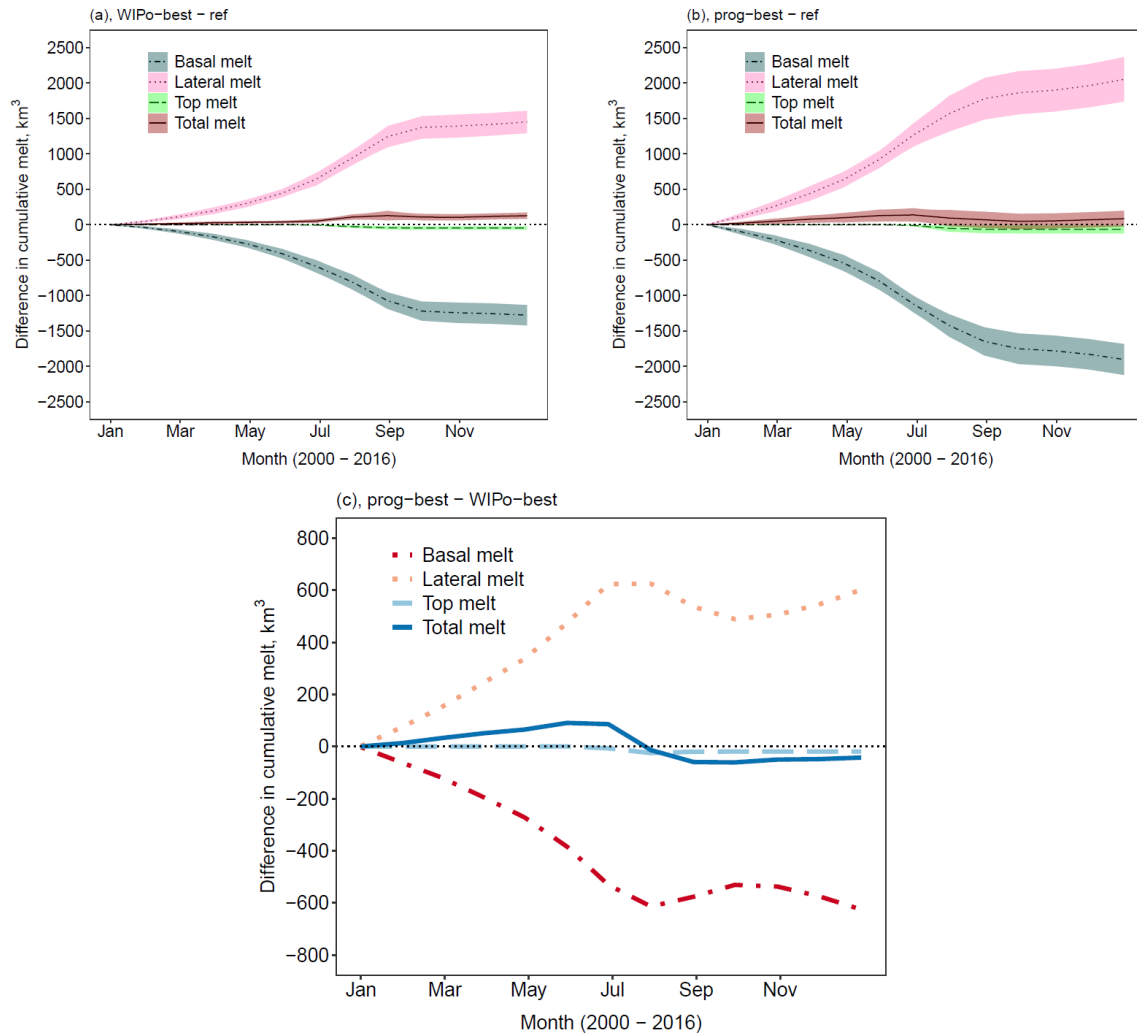 (a), WIPo−best − ref
Difference in cumulative melt, km³
2500
2000
1500
1000
500
0
−500
−1000
−1500
−2000
−2500
Basal melt
Lateral melt
Top melt
Total melt
Jan Mar May Jul Sep Nov
Month (2000 − 2016)
(b), prog−best − ref
Difference in cumulative melt, km³
2500
2000
1500
1000
500
0
−500
−1000
−1500
−2000
−2500
Basal melt
Lateral melt
Top melt
Total melt
Jan Mar May Jul Sep Nov
Month (2000 − 2016)
(c), prog−best − WIPo−best
Difference in cumulative melt, km³
800
600
400
200
0
−200
−400
−600
−800
Basal melt
Lateral melt
Top melt
Total melt
Jan Mar May Jul Sep Nov
Month (2000 − 2016)